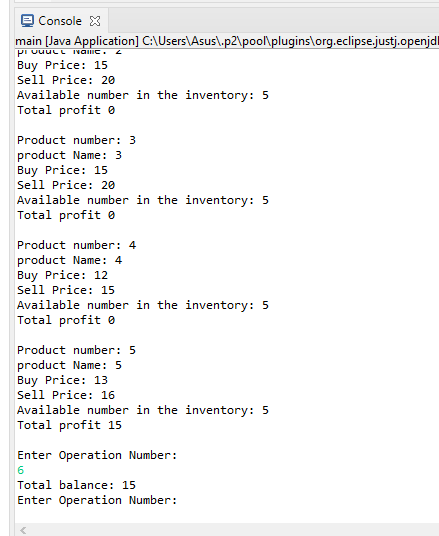 Console
main [Java Application] C:\Users\Asus\.p2\pool\plugins\org.eclipse.justj.openjdl
product Name: 2
Buy Price: 15
Sell Price: 20
Available number in the inventory: 5
Total profit 0
Product number: 3
product Name: 3
Buy Price: 15
Sell Price: 20
Available number in the inventory: 5
Total profit 0
Product number: 4
product Name: 4
Buy Price: 12
Sell Price: 15
Available number in the inventory: 5
Total profit 0
Product number: 5
product Name: 5
Buy Price: 13
Sell Price: 16
Available number in the inventory: 5
Total profit 15
Enter Operation Number:
6
Total balance: 15
Enter Operation Number: